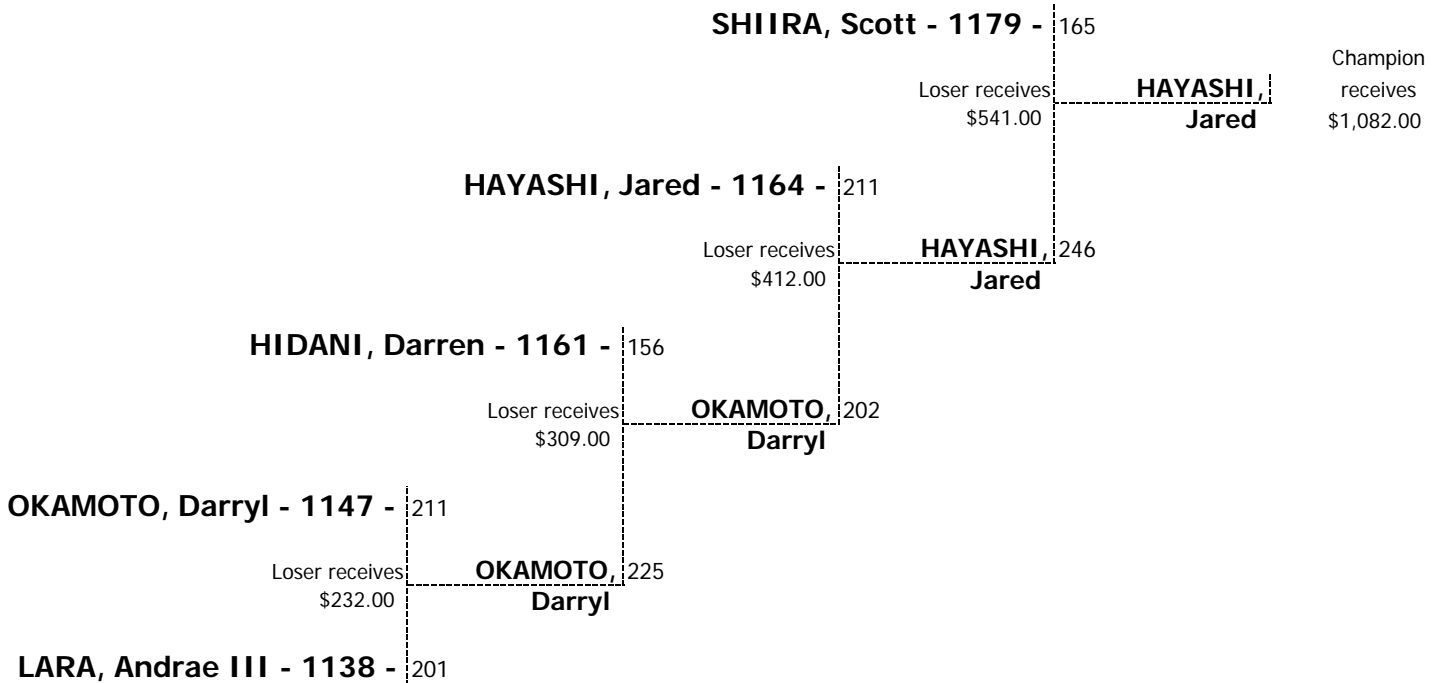 SHIIRA, Scott - 1179 - 165
Champion
Loser receives HAYASHI, receives
$541.00 Jared $1,082.00
HAYASHI, Jared - 1164 - 211
Loser receives HAYASHI, 246
$412.00 Jared
HIDANI, Darren - 1161 - 156
Loser receives OKAMOTO, 202
$309.00 Darryl
OKAMOTO, Darryl - 1147 - 211
Loser receives OKAMOTO, 225
$232.00 Darryl
LARA, Andrae III - 1138 - 201